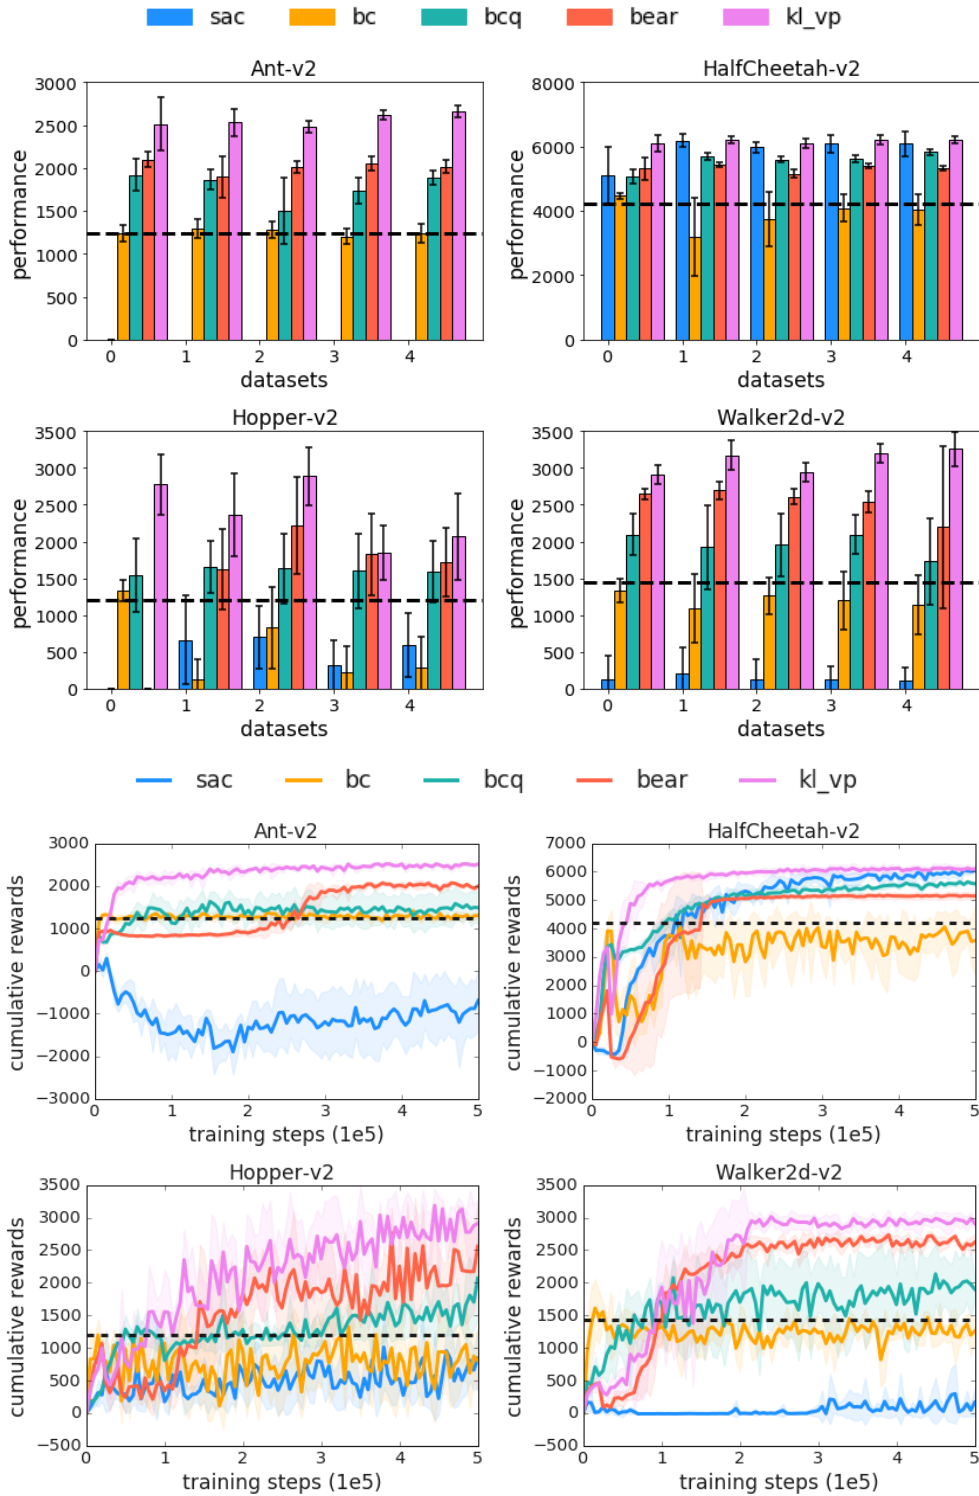 sac bc bcq bear kl_vp
Ant-v2 HalfCheetah-v2
3000
2500
2000
1500
1000
500
0
performance
0 1 2 3 4
datasets
8000
6000
4000
2000
0
performance
0 1 2 3 4
datasets
Hopper-v2 Walker2d-v2
3500
3000
2500
2000
1500
1000
500
0
performance
0 1 2 3 4
datasets
3500
3000
2500
2000
1500
1000
500
0
performance
0 1 2 3 4
datasets
sac bc bcq bear kl_vp
Ant-v2 HalfCheetah-v2
3000
2000
1000
0
−1000
−2000
−3000
cumulative rewards
0 1 2 3 4 5
training steps (1e5)
7000
6000
5000
4000
3000
2000
1000
0
−1000
−2000
cumulative rewards
0 1 2 3 4 5
training steps (1e5)
Hopper-v2 Walker2d-v2
3500
3000
2500
2000
1500
1000
500
0
−500
cumulative rewards
0 1 2 3 4 5
training steps (1e5)
3500
3000
2500
2000
1500
1000
500
0
−500
cumulative rewards
0 1 2 3 4 5
training steps (1e5)